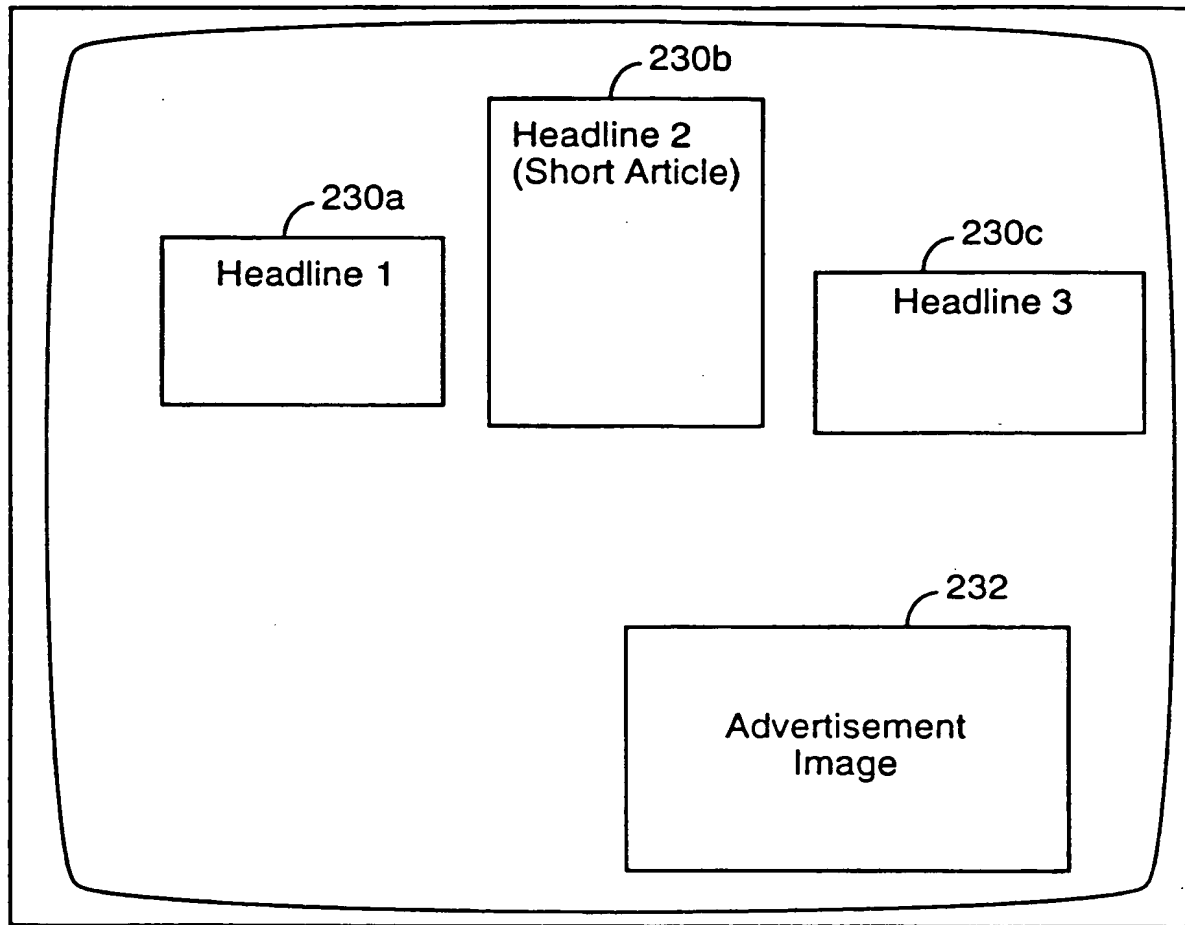 230b
Headline 2
(Short Article)
230a
Headline 1
230c
Headline 3
232
Advertisement
Image